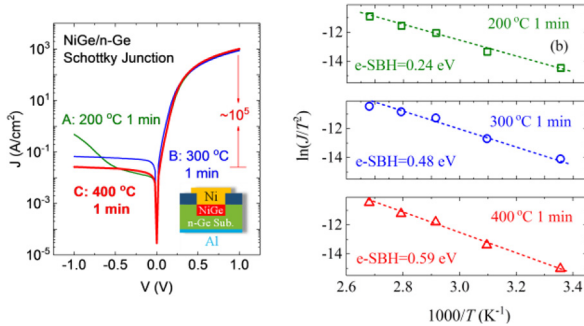 NiGe/n-Ge
Schottky Junction
A: 200 °C 1 min
~10⁵
B: 300 °C
1 min
C: 400 °C
1 min
Ni
NiGe
n-Ge Sub.
Al
J (A/cm²)
10³
10¹
10⁻¹
10⁻³
10⁻⁵
-1.0
-0.5
0.0
0.5
1.0
V (V)
200 °C 1 min
(b)
e-SBH=0.24 eV
300 °C 1 min
e-SBH=0.48 eV
400 °C 1 min
e-SBH=0.59 eV
ln(J/T²)
-12
-14
-12
-14
-12
-14
2.6
2.8
3.0
3.2
3.4
1000/T (K⁻¹)